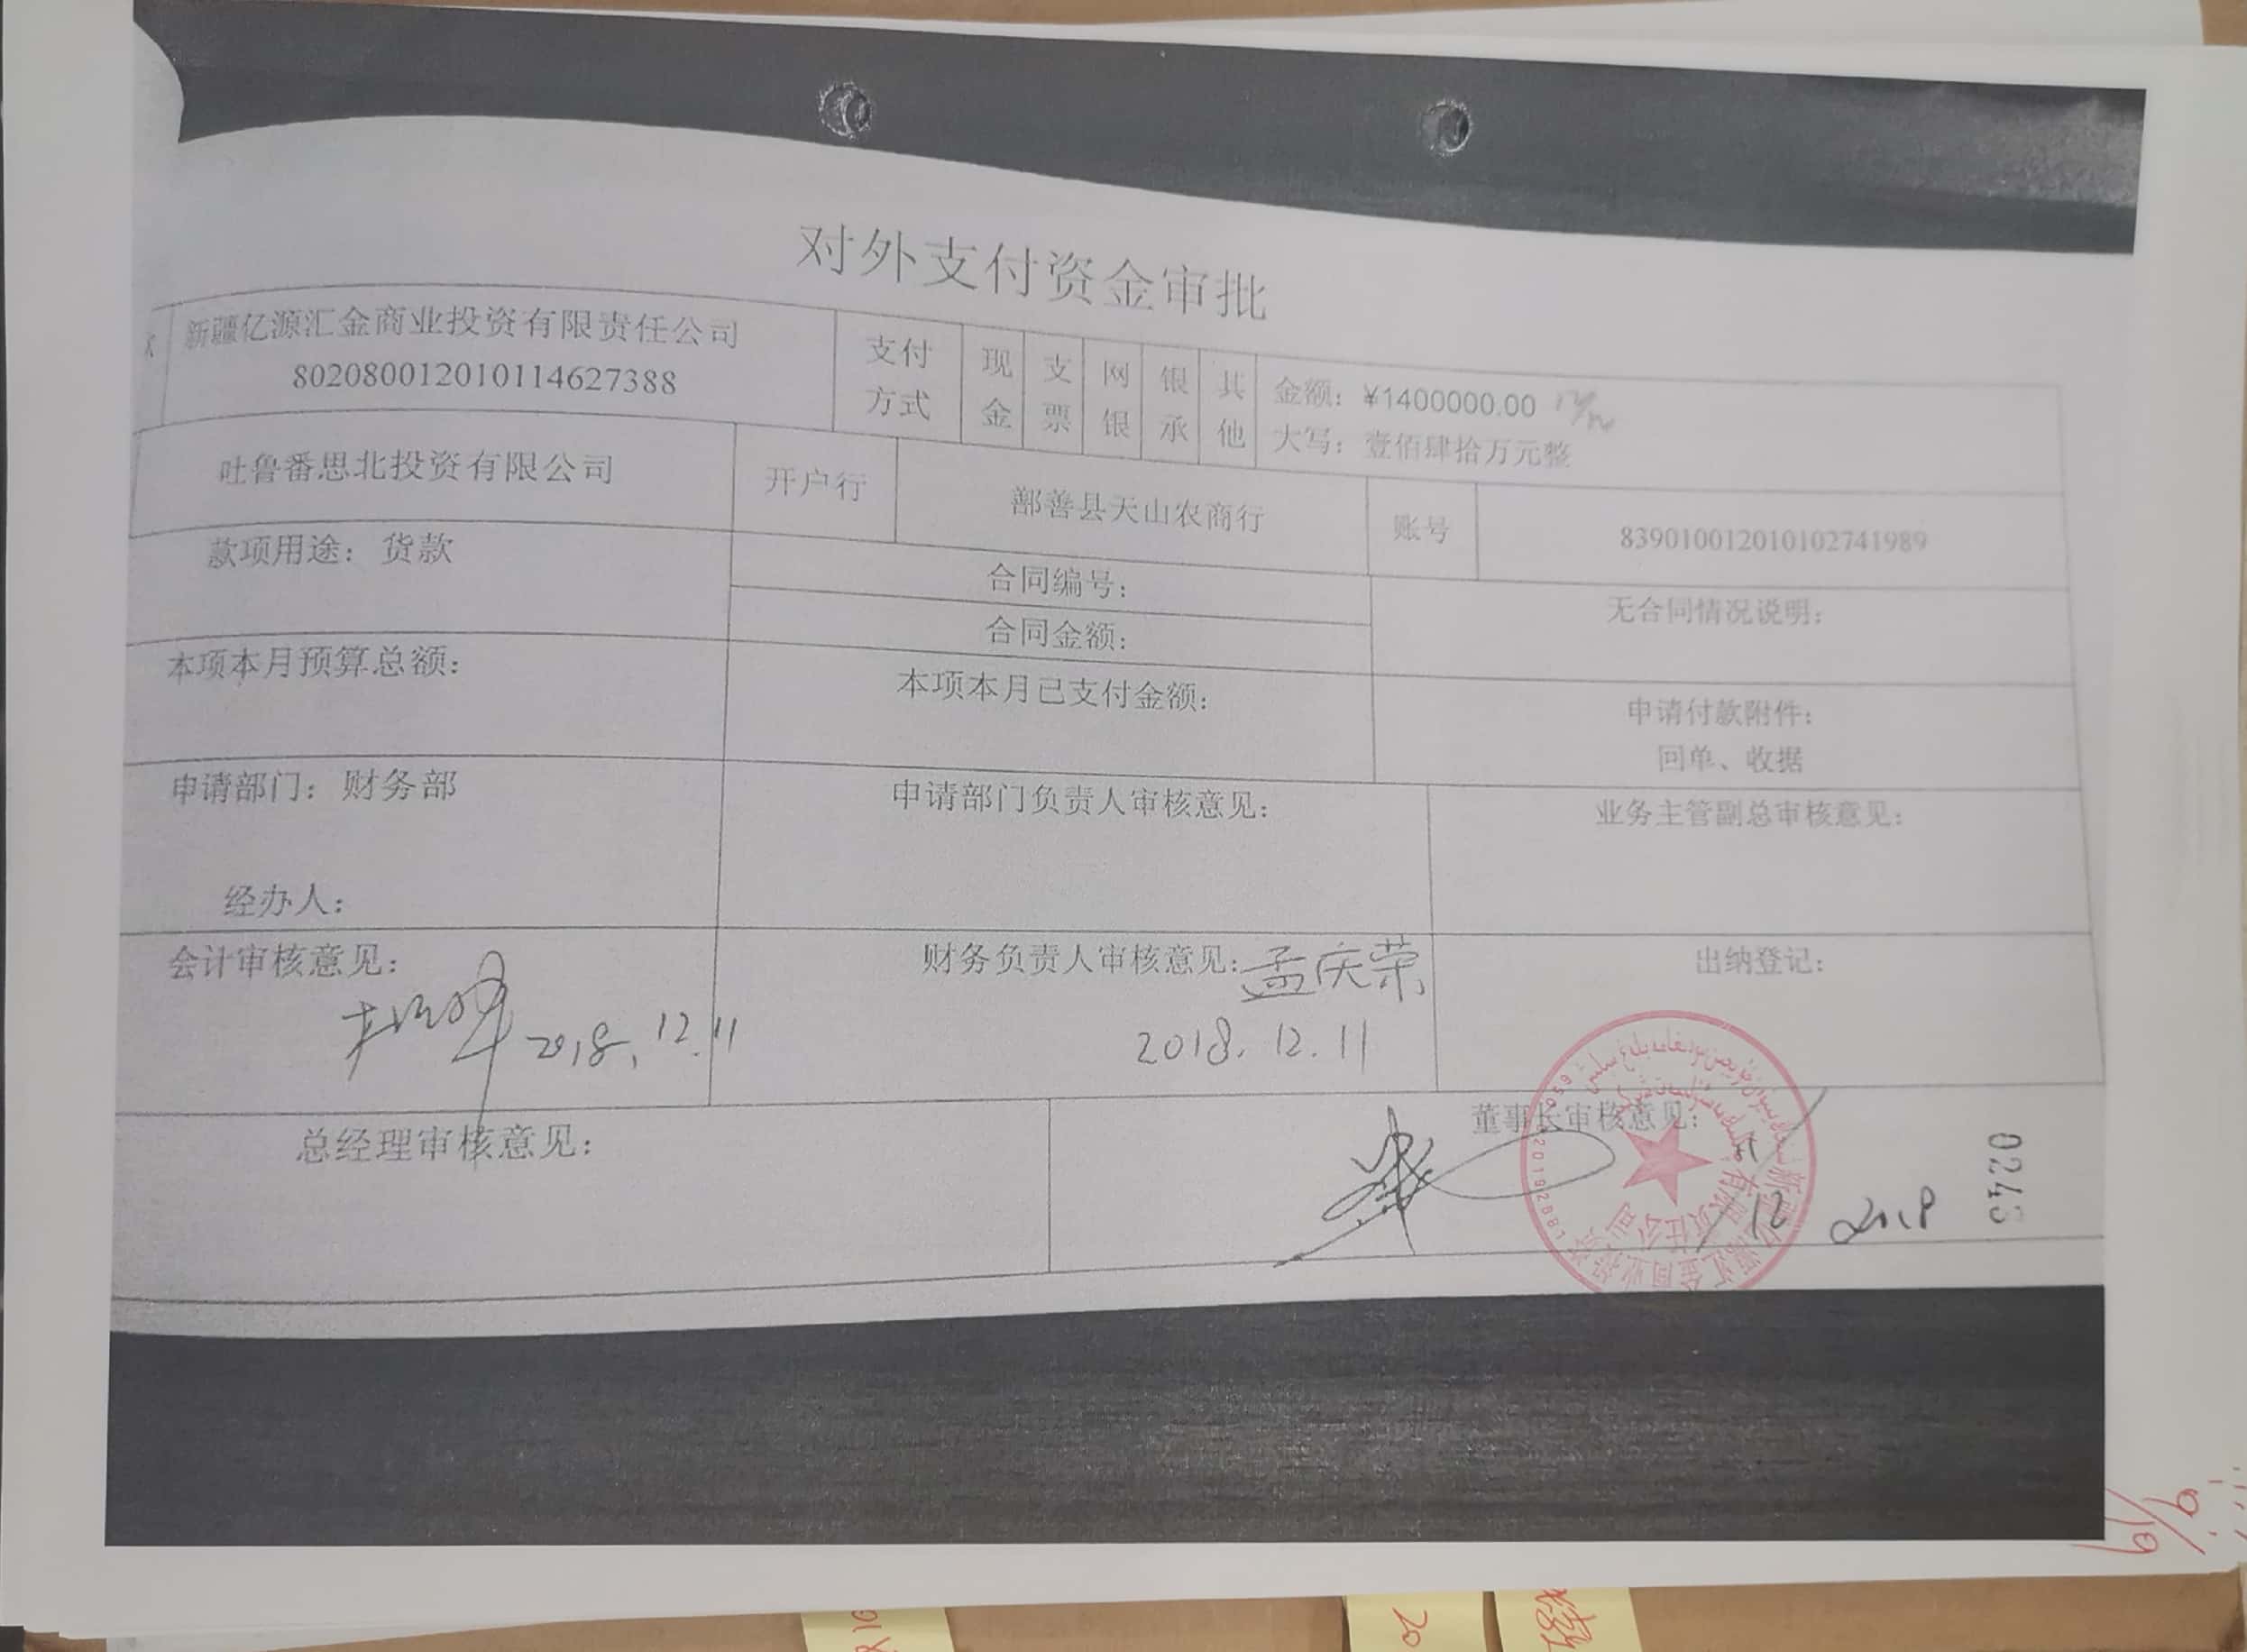 对外支付资金审批
新疆亿源汇金商业投资有限责任公司
802080012010114627388
支付方式
现金
支票
网银
银承
其他
金额：¥1400000.00
大写：壹佰肆拾万元整
吐鲁番思北投资有限公司
开户行
鄯善县天山农商行
账号
839010012010102741989
款项用途：货款
合同编号：
合同金额：
无合同情况说明：
本项本月预算总额：
本项本月已支付金额：
申请付款附件：
回单、收据
申请部门：财务部
经办人：
申请部门负责人审核意见：
业务主管副总审核意见：
会计审核意见：
2018.12.11
财务负责人审核意见：孟庆荣
2018.12.11
出纳登记：
总经理审核意见：
董事长审核意见：
12 2018
有限责任公司
20